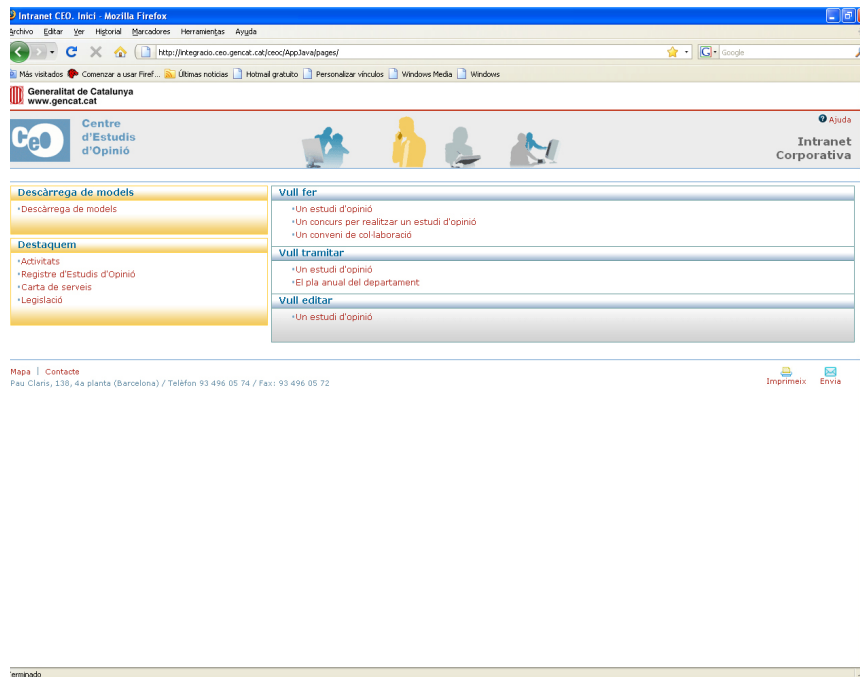 Intranet CEO. Inici - Mozilla Firefox
Archivo Editar Ver Historial Marcadores Herramientas Ayuda
http://integracio.ceo.gencat.cat/ceoc/AppJava/pages/
G Google
Más visitados Comenzar a usar Firef... Últimas noticias Hotmail gratuito Personalizar vínculos Windows Media Windows
Generalitat de Catalunya
www.gencat.cat
CeO
Centre
d'Estudis
d'Opinió
Ajuda
Intranet
Corporativa
Descàrrega de models
Descàrrega de models
Destaquem
Activitats
Registre d'Estudis d'Opinió
Carta de serveis
Legislació
Vull fer
Un estudi d'opinió
Un concurs per realitzar un estudi d'opinió
Un conveni de col·laboració
Vull tramitar
Un estudi d'opinió
El pla anual del departament
Vull editar
Un estudi d'opinió
Mapa | Contacte
Pau Claris, 138, 4a planta (Barcelona) / Telèfon 93 496 05 74 / Fax: 93 496 05 72
Imprimeix Envia
Terminado